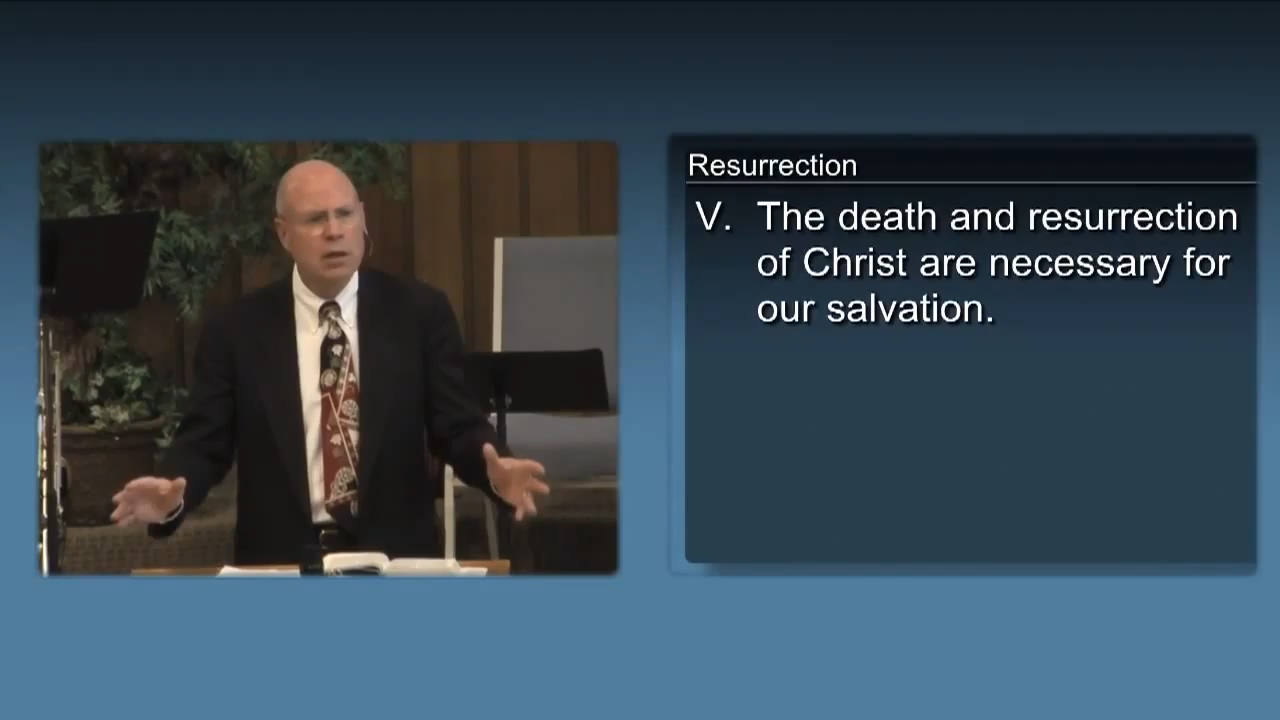 Resurrection
V. The death and resurrection
of Christ are necessary for
our salvation.